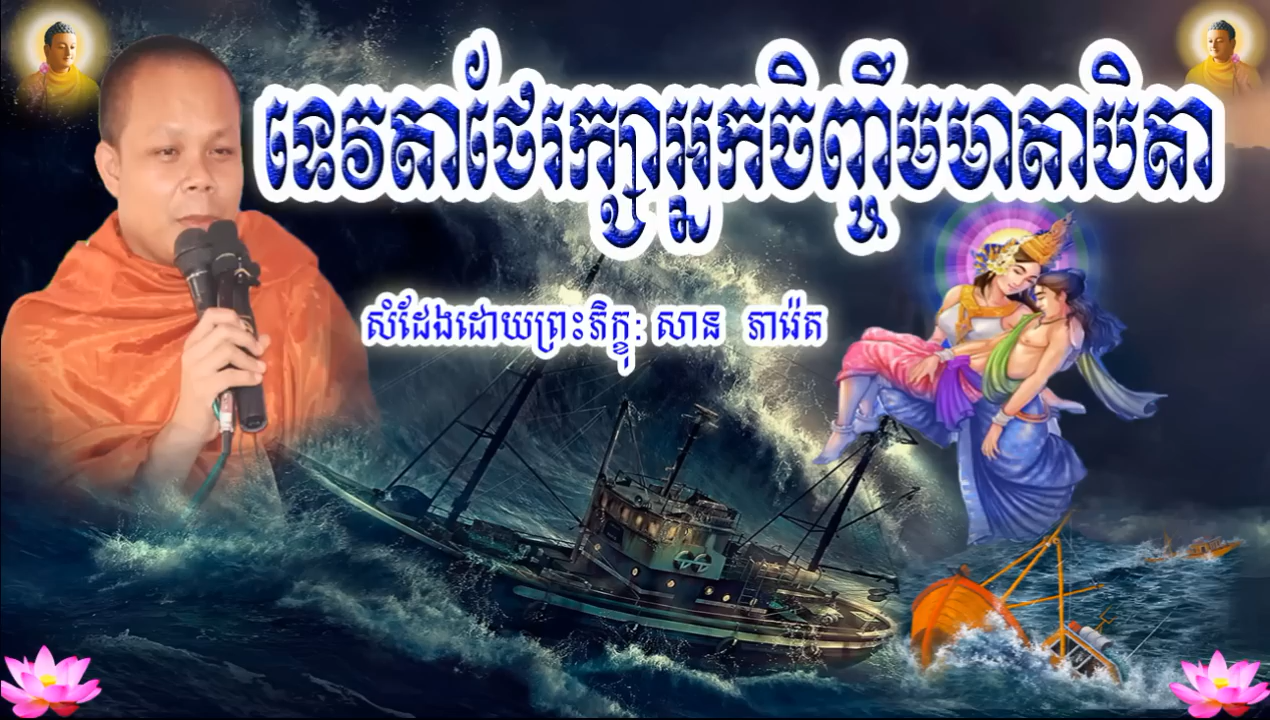 ទេវតាថែរក្សាអ្នកចិញ្ចឹមមាតាបិតា
សំដែងដោយព្រះភិក្ខុៈ សាន ភារ៉េត